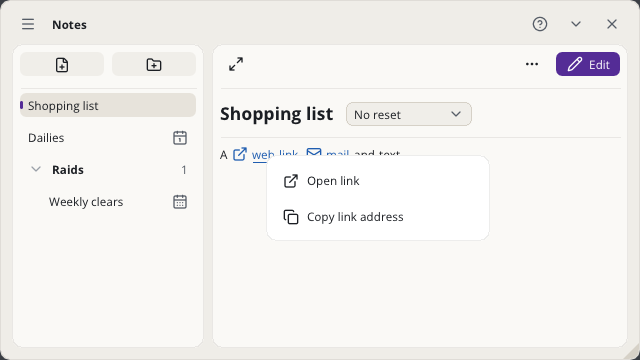 Notes
Edit
Shopping list
Dailies
Raids 1
Weekly clears
Shopping list No reset
A web link mail and text
Open link
Copy link address